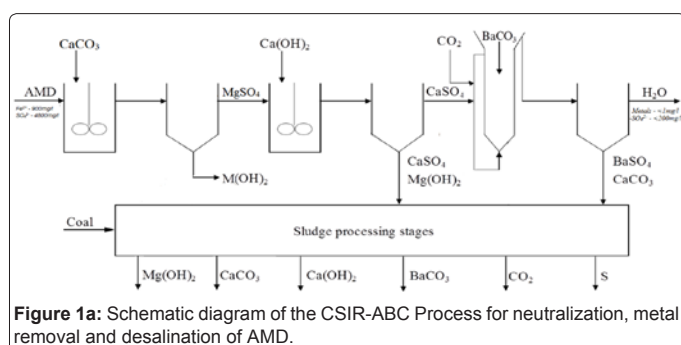 CaCO₃
Ca(OH)₂
CO₂
BaCO₃
AMD
MgSO₄
CaSO₄
H₂O
Metals - <1mg/l
M(OH)₂
CaSO₄
Mg(OH)₂
BaSO₄
CaCO₃
Coal
Sludge processing stages
Mg(OH)₂
CaCO₃
Ca(OH)₂
BaCO₃
CO₂
S
Figure 1a: Schematic diagram of the CSIR-ABC Process for neutralization, metal
removal and desalination of AMD.